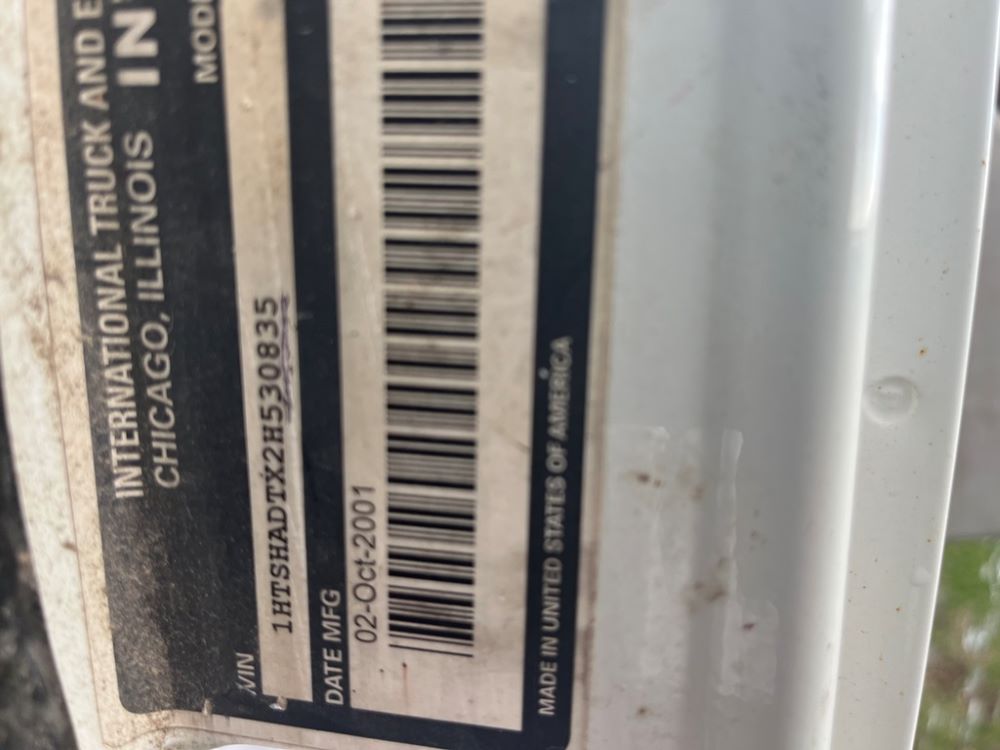 INTERNATIONAL TRUCK AND E
CHICAGO, ILLINOIS IN
MOD
VIN
1HTSHADTX2H530835
DATE MFG
02-Oct-2001
MADE IN UNITED STATES OF AMERICA